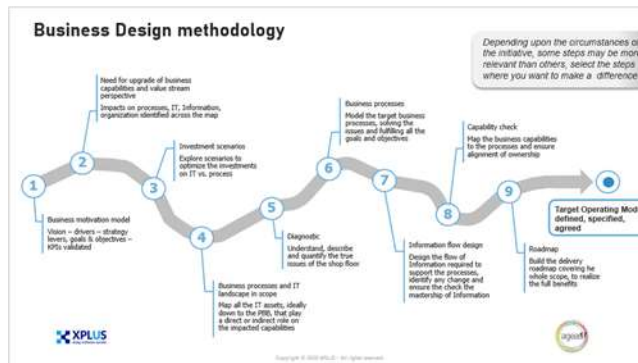 Business Design methodology
Depending upon the circumstances of
the initiative, some steps may be more
relevant than others, select the steps
where you want to make a difference
Need for upgrade of business
capabilities and value stream
perspective
Impacts on processes, IT, Information,
organization identified across the map
Business processes
Model the target business
processes, solving the
issues and fulfilling all the
goals and objectives
Capability check
Map the business capabilities
to the processes and ensure
alignment of ownership
Investment scenarios
Explore scenarios to
optimize the investments
on IT vs. process
1
2
3
4
5
6
7
8
9
Business motivation model
Vision – drivers – strategy
levers, goals & objectives –
KPIs validated
Diagnostic
Understand, describe
and quantify the true
issues of the shop floor
Target Operating Mod
defined, specified,
agreed
Information flow design
Design the flow of
Information required to
support the processes,
identify any change and
ensure the check the
mastership of Information
Roadmap
Build the delivery
roadmap covering he
whole scope, to realize
the full benefits
Business processes and IT
landscape in scope
Map all the IT assets, ideally
down to the PBB, that play
a direct or indirect role on
the impacted capabilities
XPLUS
Copyright © 2020 XPLUS - All rights reserved